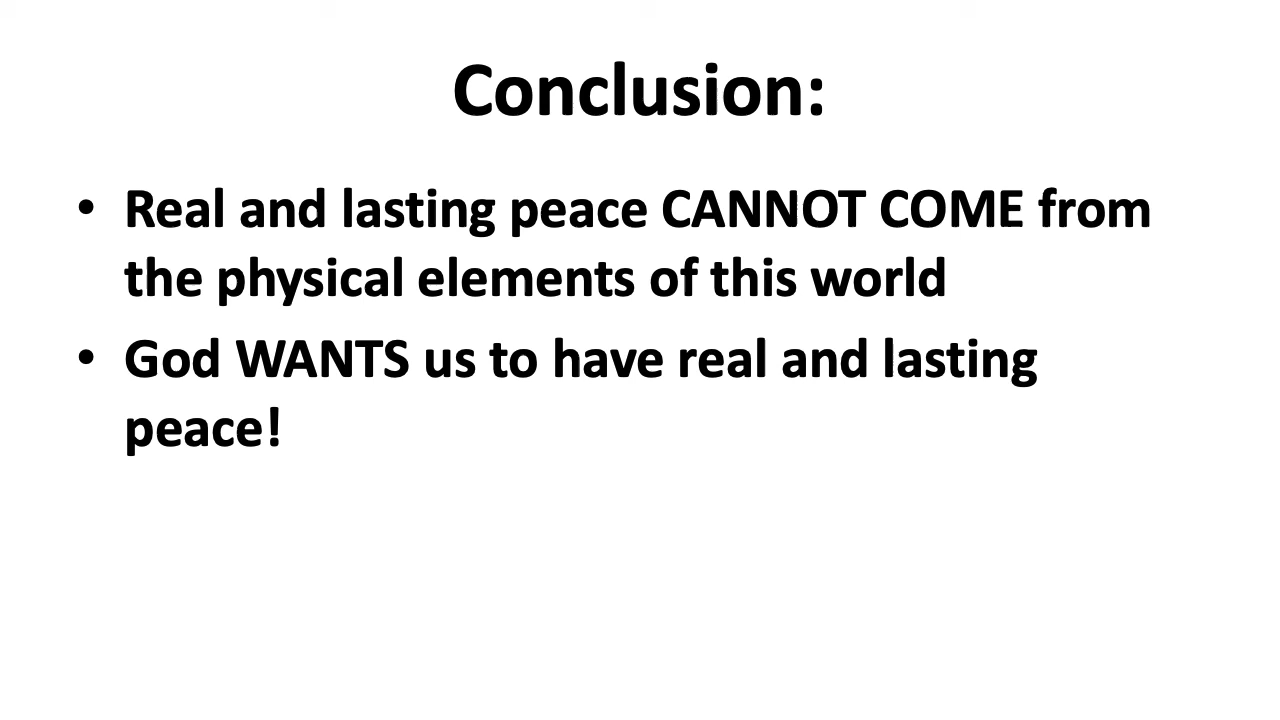 Conclusion:
• Real and lasting peace CANNOT COME from
the physical elements of this world
• God WANTS us to have real and lasting
peace!